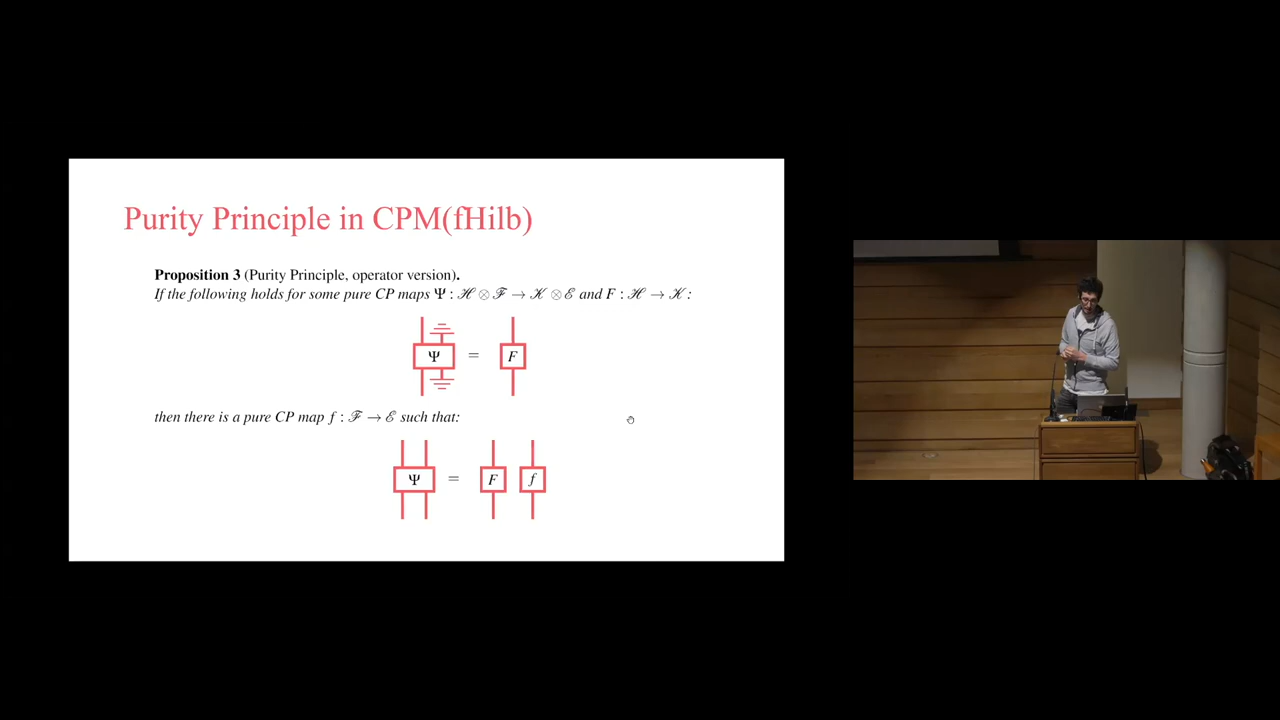 Purity Principle in CPM(fHilb)
Proposition 3 (Purity Principle, operator version).
If the following holds for some pure CP maps Ψ : ℋ ⊗ ℱ → 𝒦 ⊗ ℰ and F : ℋ → 𝒦 :
Ψ = F
then there is a pure CP map f : ℱ → ℰ such that:
Ψ = F f